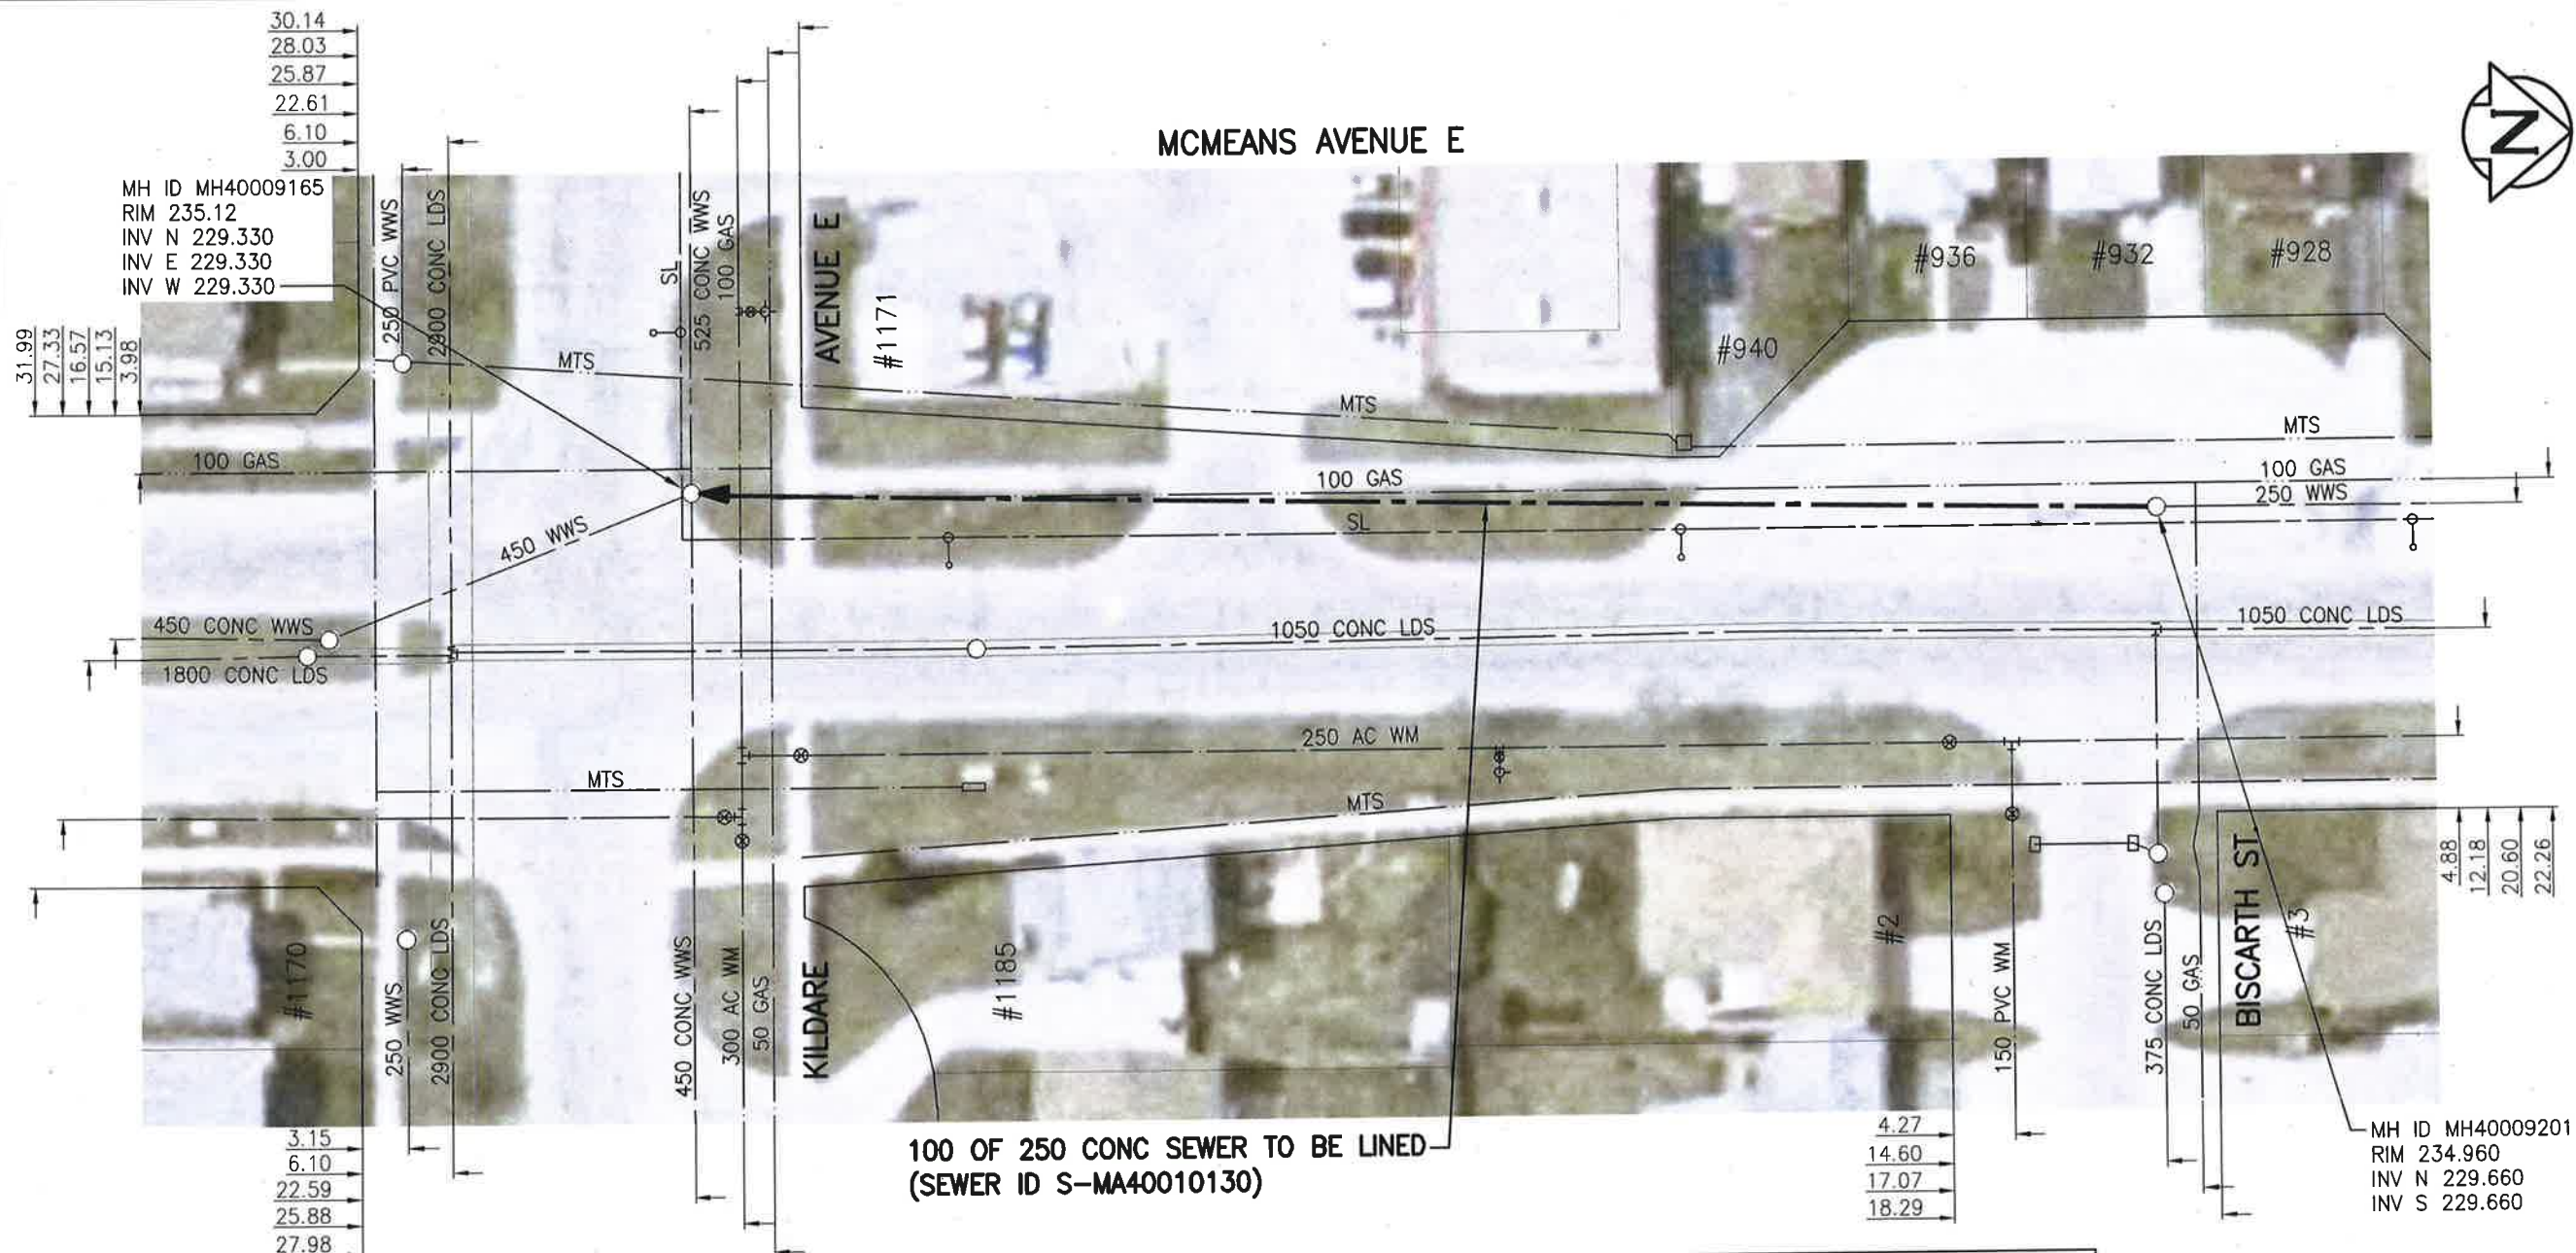 30.14
28.03
25.87
22.61
6.10
3.00
MCMEANS AVENUE E
N
MH ID MH40009165
RIM 235.12
INV N 229.330
INV E 229.330
INV W 229.330
250 PVC WWS
2900 CONC LDS
SL
525 CONC WWS
100 GAS
AVENUE E
#1171
#940
#936
#932
#928
31.99
27.33
16.57
15.13
3.98
MTS
MTS
MTS
100 GAS
100 GAS
100 GAS
250 WWS
450 WWS
SL
450 CONC WWS
1800 CONC LDS
1050 CONC LDS
1050 CONC LDS
250 AC WM
MTS
MTS
4.88
12.18
20.60
22.26
#1170
250 WWS
2900 CONC LDS
450 CONC WWS
300 AC WM
50 GAS
KILDARE
#1185
#2
150 PVC WM
375 CONC LDS
50 GAS
BISCARTH ST.
#3
3.15
6.10
22.59
25.88
27.98
100 OF 250 CONC SEWER TO BE LINED
(SEWER ID S-MA40010130)
4.27
14.60
17.07
18.29
MH ID MH40009201
RIM 234.960
INV N 229.660
INV S 229.660